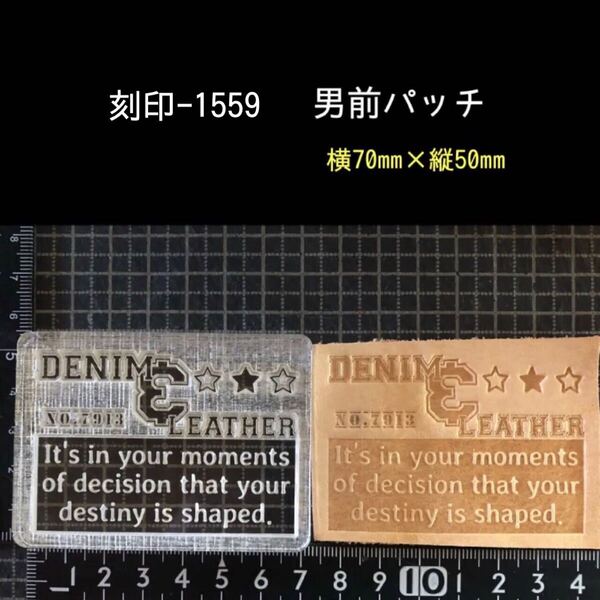 刻印-1559 男前パッチ
横70mm×縦50mm
DENIM & LEATHER
NO.7913
It's in your moments
of decision that your
destiny is shaped.
DENIM & LEATHER
NO.7913
It's in your moments
of decision that your
destiny is shaped.
1 2 3 4 5 6 7 8 9 10 1 2 3 4